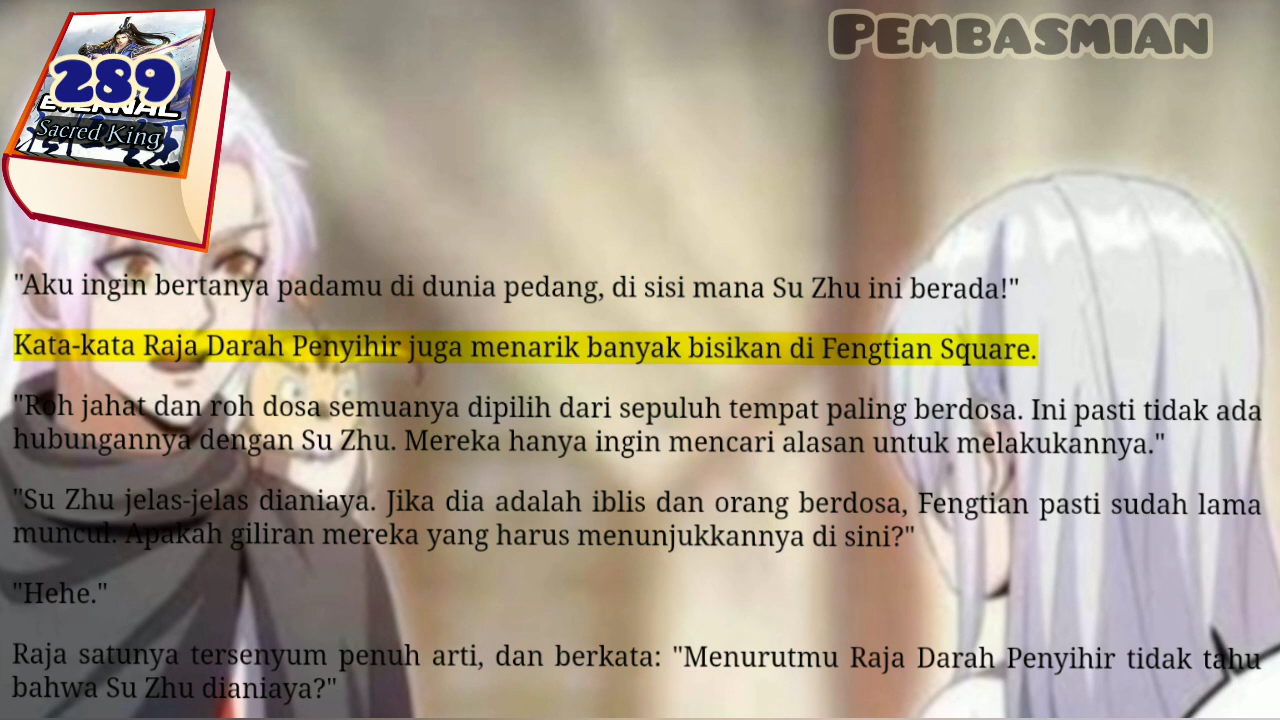 289
ETERNAL
Sacred King
PEMBASMIAN
"Aku ingin bertanya padamu di dunia pedang, di sisi mana Su Zhu ini berada!"
Kata-kata Raja Darah Penyihir juga menarik banyak bisikan di Fengtian Square.
"Roh jahat dan roh dosa semuanya dipilih dari sepuluh tempat paling berdosa. Ini pasti tidak ada
hubungannya dengan Su Zhu. Mereka hanya ingin mencari alasan untuk melakukannya."
"Su Zhu jelas-jelas dianiaya. Jika dia adalah iblis dan orang berdosa, Fengtian pasti sudah lama
muncul. Apakah giliran mereka yang harus menunjukkannya di sini?"
"Hehe."
Raja satunya tersenyum penuh arti, dan berkata: "Menurutmu Raja Darah Penyihir tidak tahu
bahwa Su Zhu dianiaya?"